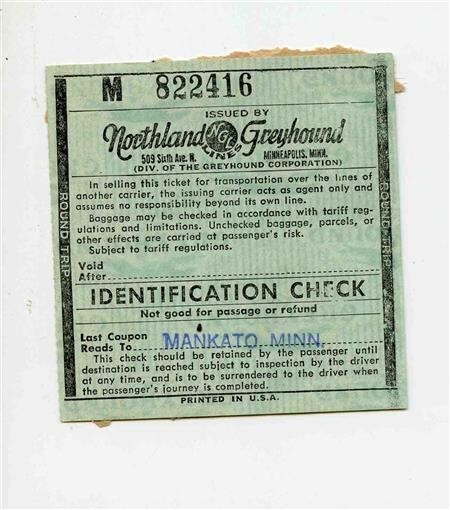 M 822416
ISSUED BY
Northland NGL LINES Greyhound
509 Sixth Ave. N. MINNEAPOLIS, MINN.
(DIV. OF THE GREYHOUND CORPORATION)
In selling this ticket for transportation over the lines of
another carrier, the issuing carrier acts as agent only and
assumes no responsibility beyond its own line.
Baggage may be checked in accordance with tariff reg-
ulations and limitations. Unchecked baggage, parcels, or
other effects are carried at passenger's risk.
Subject to tariff regulations.
Void
After
IDENTIFICATION CHECK
Not good for passage or refund
Last Coupon
Reads To MANKATO MINN.
This check should be retained by the passenger until
destination is reached subject to inspection by the driver
at any time, and is to be surrendered to the driver when
the passenger's journey is completed.
PRINTED IN U.S.A.
ROUND TRIP
ROUND TRIP